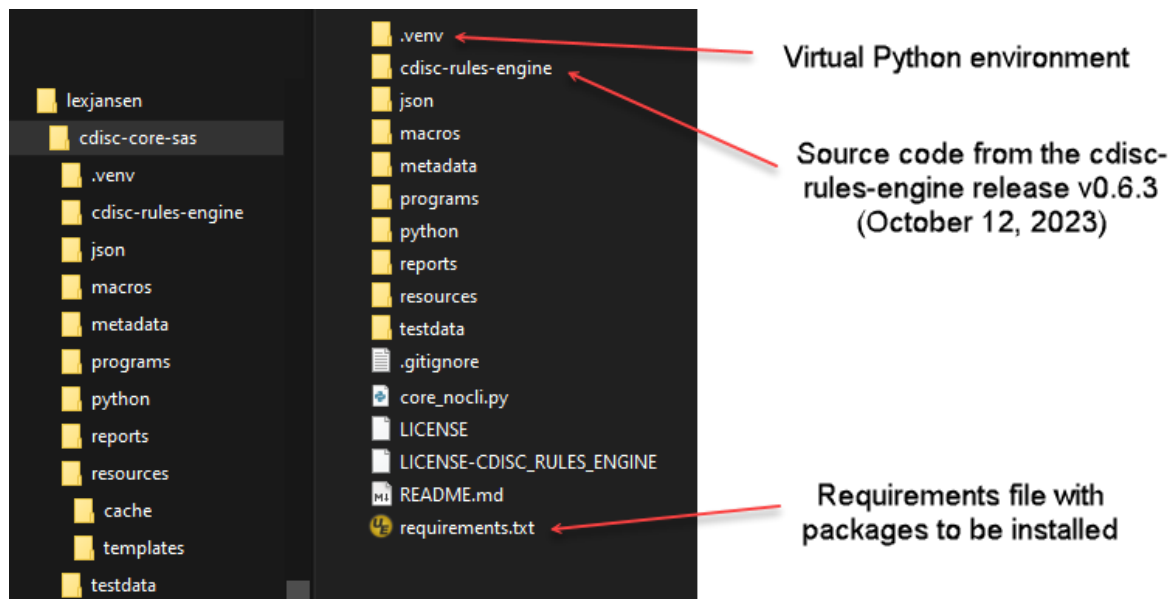 lexjansen
cdisc-core-sas
.venv
cdisc-rules-engine
json
macros
metadata
programs
python
reports
resources
cache
templates
testdata
.venv
cdisc-rules-engine
json
macros
metadata
programs
python
reports
resources
testdata
.gitignore
core_nocli.py
LICENSE
LICENSE-CDISC_RULES_ENGINE
README.md
requirements.txt
Virtual Python environment
Source code from the cdisc-
rules-engine release v0.6.3
(October 12, 2023)
Requirements file with
packages to be installed